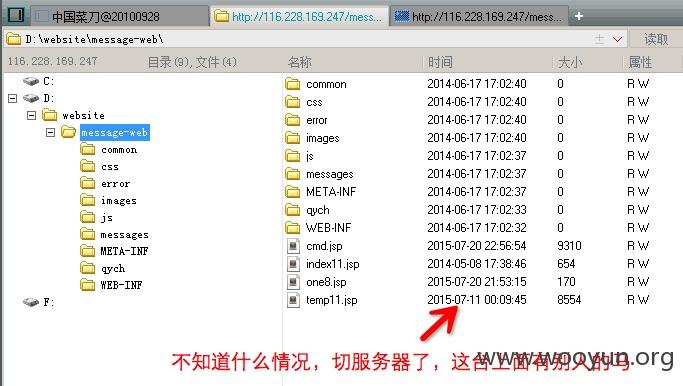 中国菜刀@20100928 http://116.228.169.247/mess... http://116.228.169.247/mess... +
D:\website\message-web\ 读取
116.228.169.247 目录(9),文件(4) 名称 时间 大小 属性
C:
D:
website
message-web
common
css
error
images
js
messages
META-INF
qych
WEB-INF
F:
common 2014-06-17 17:02:40 0 R W
css 2014-06-17 17:02:40 0 R W
error 2014-06-17 17:02:40 0 R W
images 2014-06-17 17:02:40 0 R W
js 2014-06-17 17:02:37 0 R W
messages 2014-06-17 17:02:37 0 R W
META-INF 2014-06-17 17:02:37 0 R W
qych 2014-06-17 17:02:33 0 R W
WEB-INF 2014-06-17 17:02:32 0 R W
cmd.jsp 2015-07-20 22:56:54 9310 R W
index11.jsp 2014-05-08 17:38:46 654 R W
one8.jsp 2015-07-20 21:53:15 170 R W
temp11.jsp 2015-07-11 00:09:45 8554 R W
不知道什么情况，切服务器了，这台上面有别人的马
www.wooyun.org